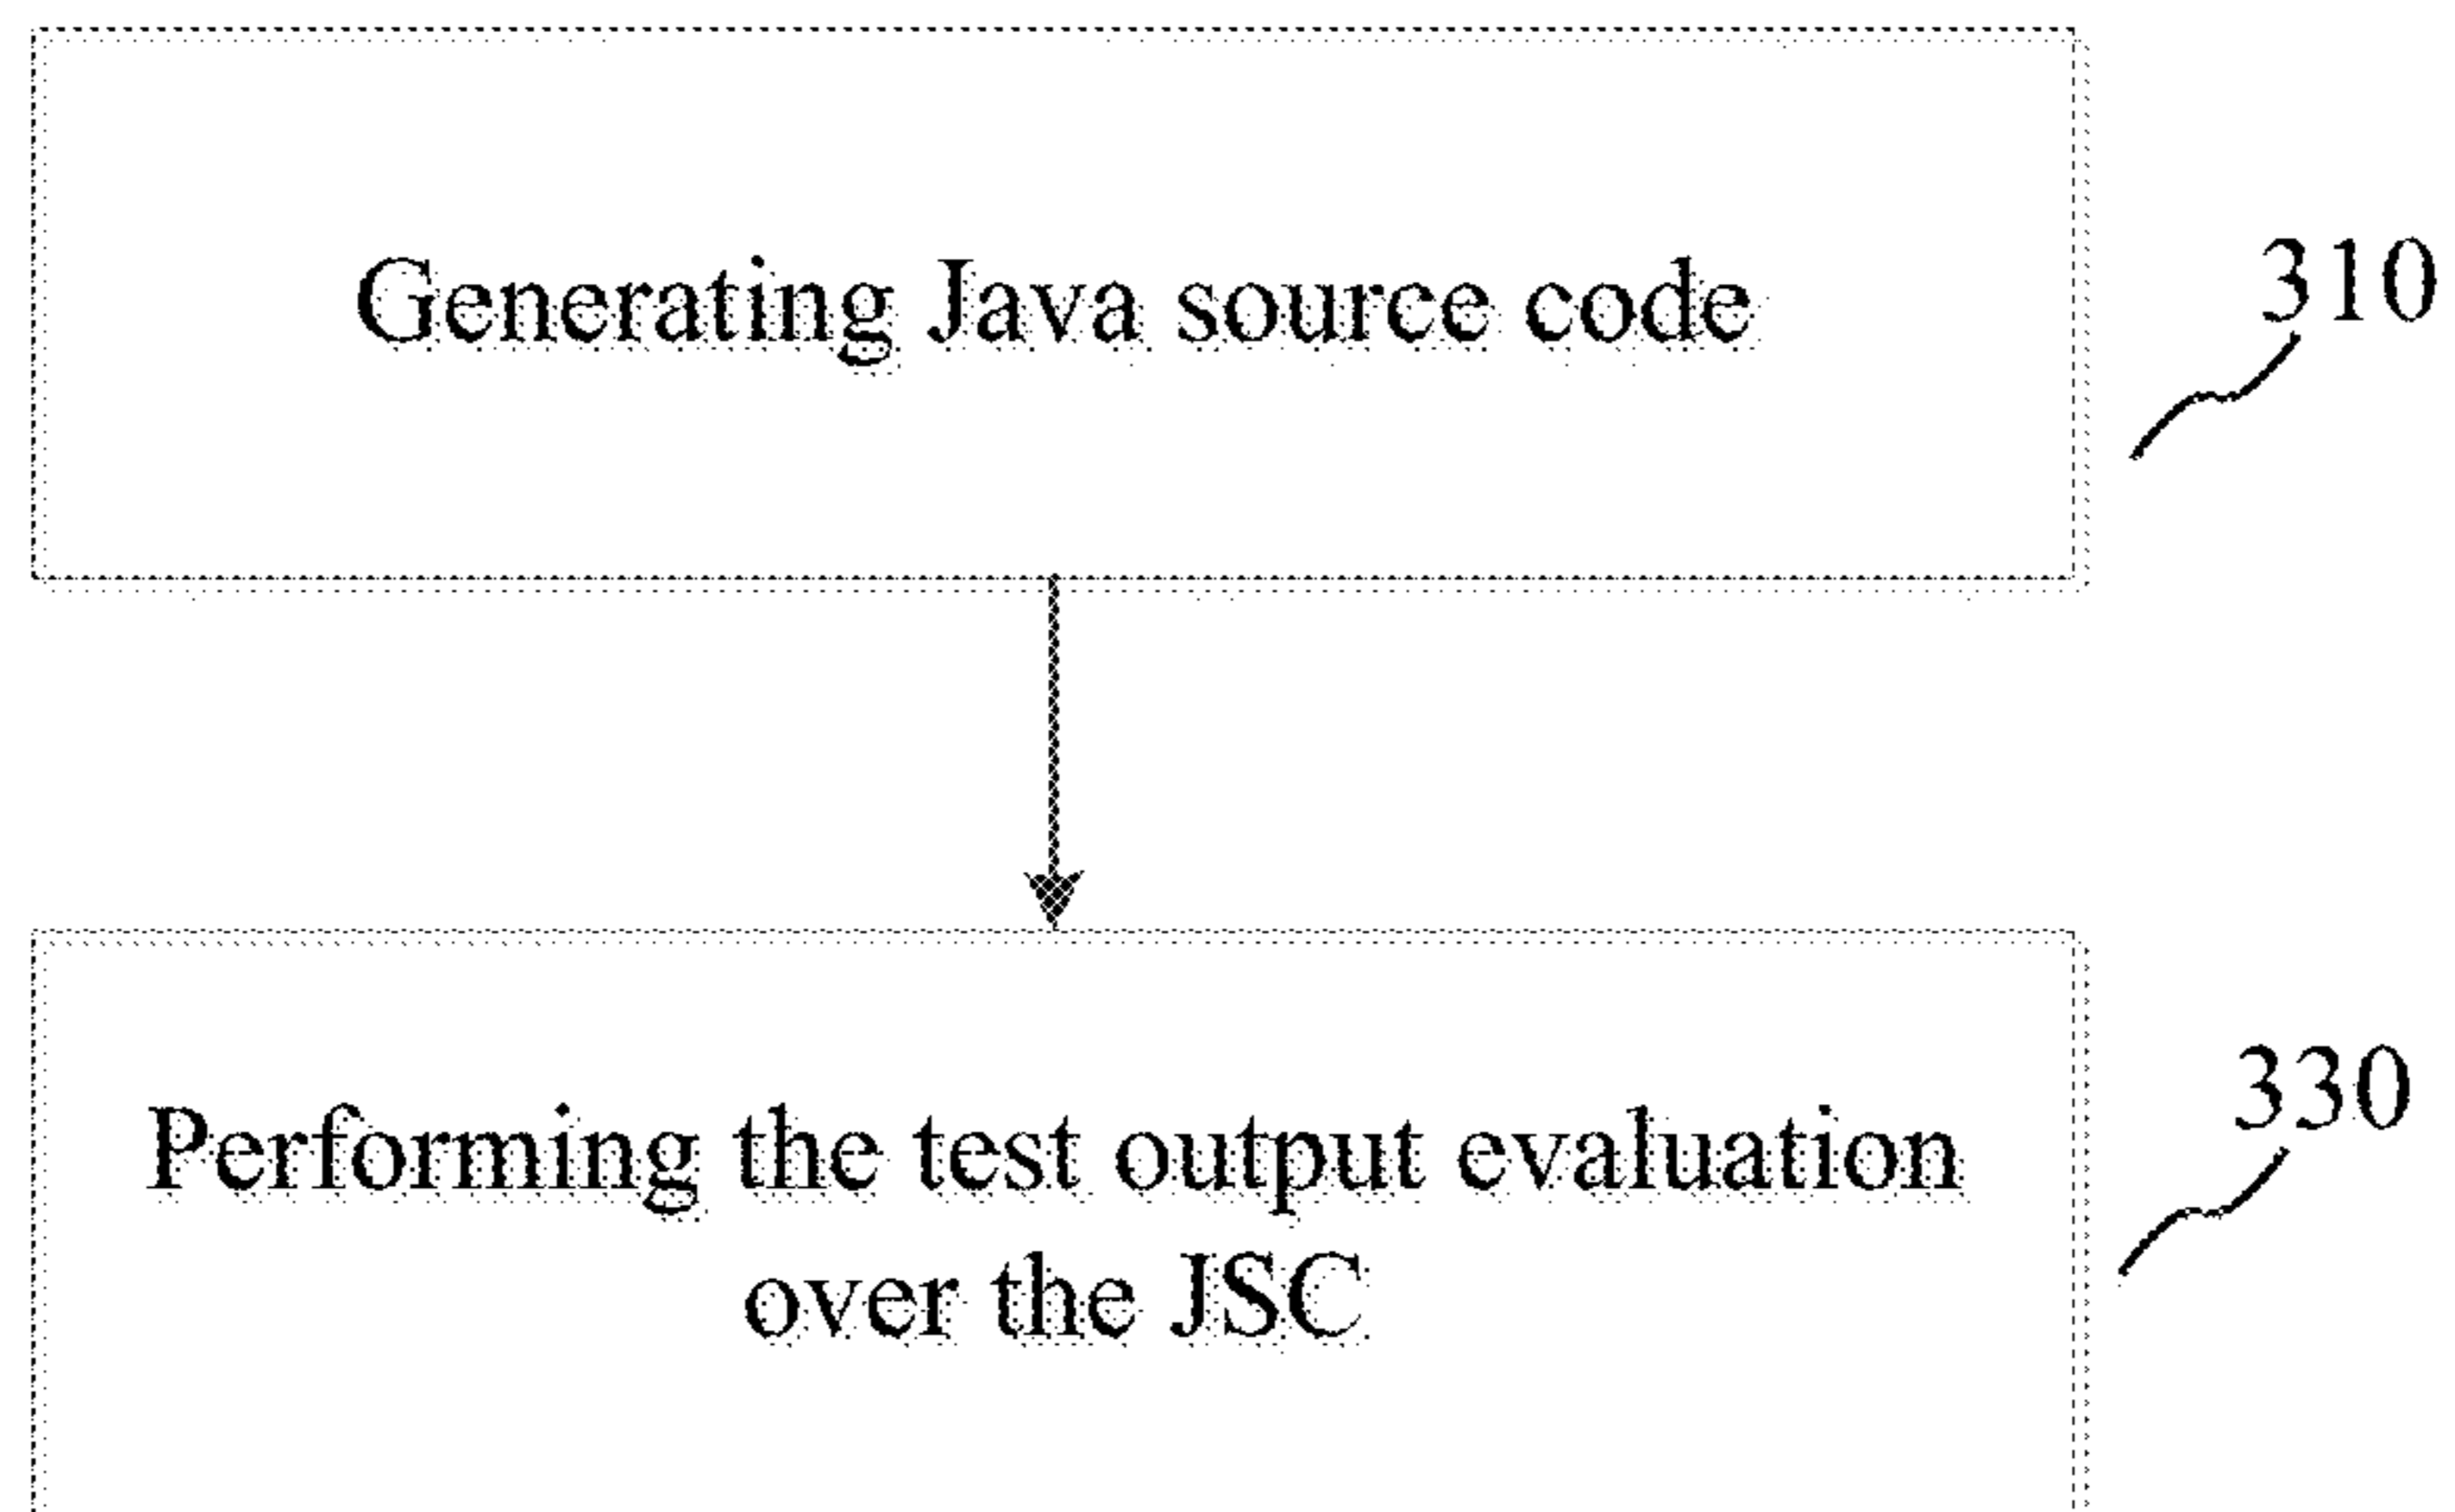 Generating Java source code
310
330
Performing the test output evaluation
over the JSC